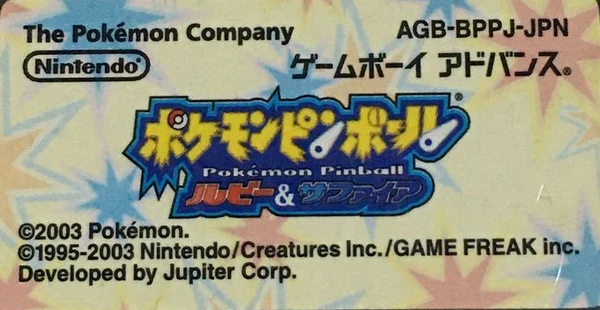 The Pokémon Company AGB-BPPJ-JPN
Nintendo® ゲームボーイ アドバンス®
ポケモンピンボール®
Pokémon Pinball
ルビー&サファイア
©2003 Pokémon.
©1995-2003 Nintendo/Creatures Inc./GAME FREAK inc.
Developed by Jupiter Corp.